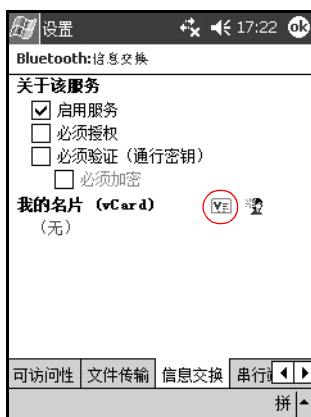 设置 17:22 ok
Bluetooth:信息交换
关于该服务
启用服务
必须授权
必须验证（通行密钥）
必须加密
我的名片 (vCard)
（无）
可访问性 文件传输 信息交换 串行
拼